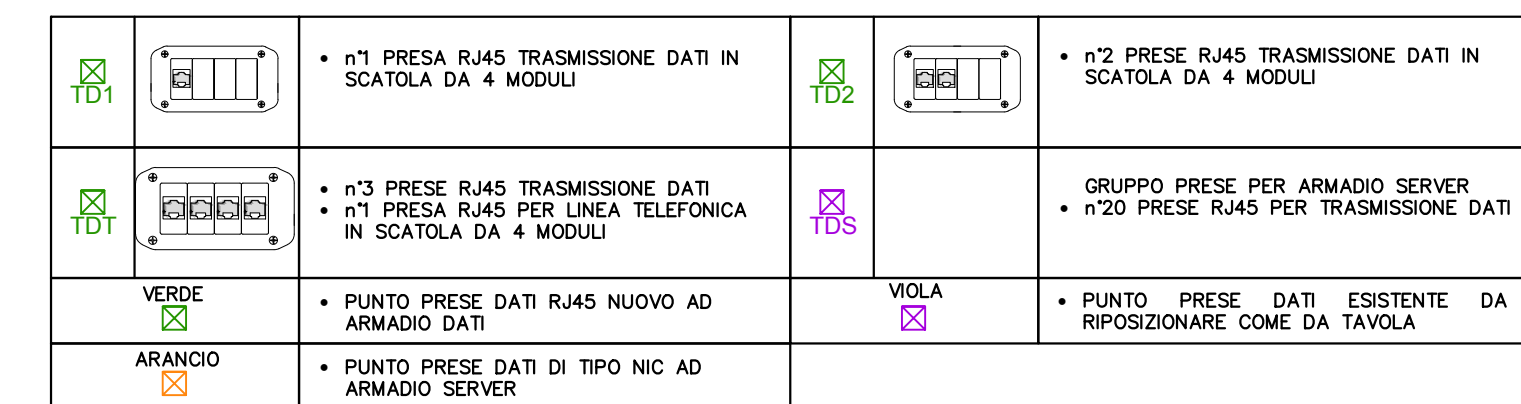 TD1
• n°1 PRESA RJ45 TRASMISSIONE DATI IN
SCATOLA DA 4 MODULI
TD2
• n°2 PRESE RJ45 TRASMISSIONE DATI IN
SCATOLA DA 4 MODULI
TDT
• n°3 PRESE RJ45 TRASMISSIONE DATI
• n°1 PRESA RJ45 PER LINEA TELEFONICA
IN SCATOLA DA 4 MODULI
TDS
GRUPPO PRESE PER ARMADIO SERVER
• n°20 PRESE RJ45 PER TRASMISSIONE DATI
VERDE
• PUNTO PRESE DATI RJ45 NUOVO AD
ARMADIO DATI
VIOLA
• PUNTO PRESE DATI ESISTENTE DA
RIPOSIZIONARE COME DA TAVOLA
ARANCIO
• PUNTO PRESE DATI DI TIPO NIC AD
ARMADIO SERVER